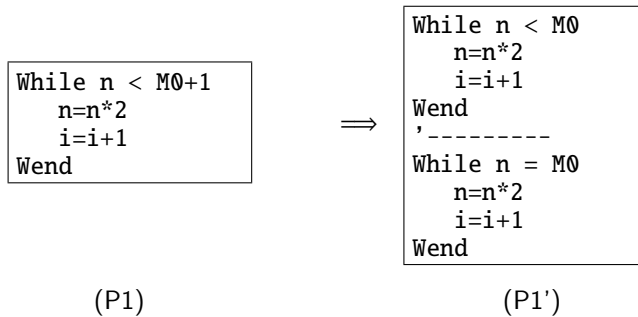 While n < M0+1
n=n*2
i=i+1
Wend
(P1)
⟹
While n < M0
n=n*2
i=i+1
Wend
'---------
While n = M0
n=n*2
i=i+1
Wend
(P1')